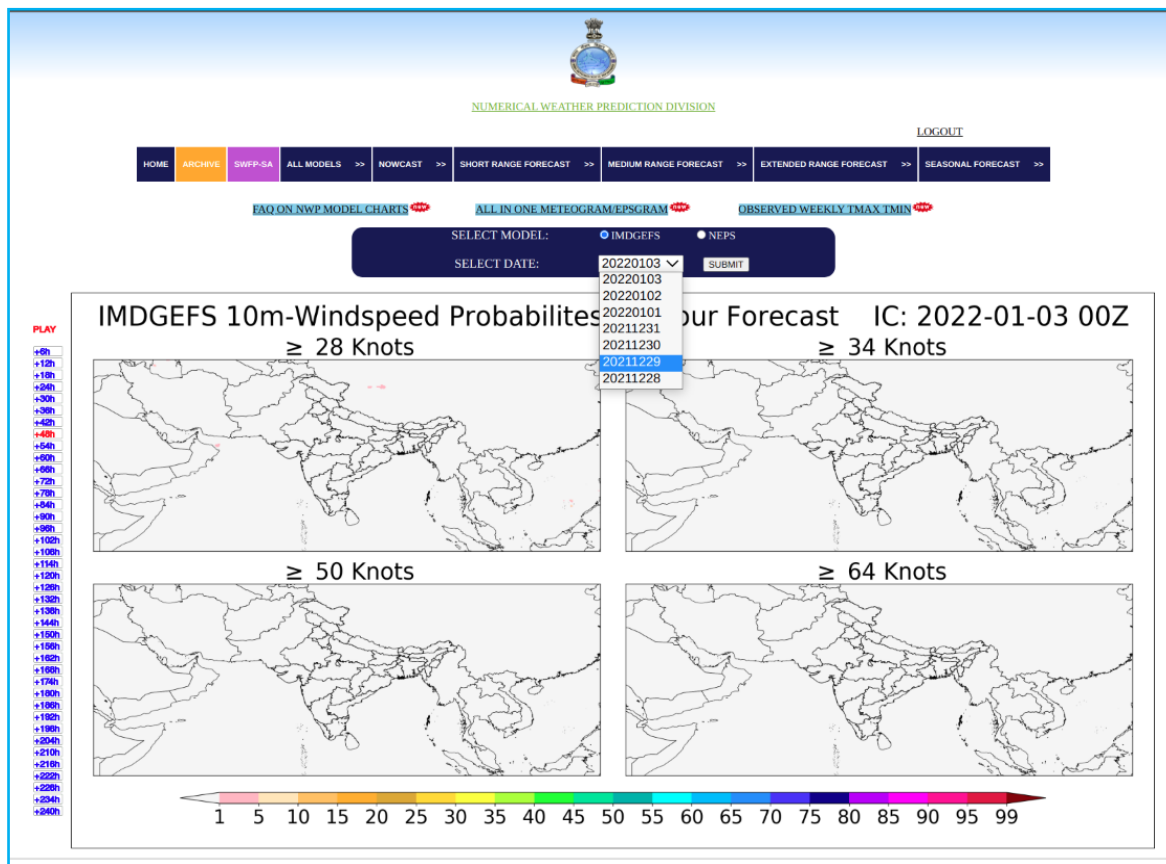 NUMERICAL WEATHER PREDICTION DIVISION
LOGOUT
HOME ARCHIVE SWFP-SA ALL MODELS >> NOWCAST >> SHORT RANGE FORECAST >> MEDIUM RANGE FORECAST >> EXTENDED RANGE FORECAST >> SEASONAL FORECAST >>
FAQ ON NWP MODEL CHARTS new ALL IN ONE METEOGRAM/EPSGRAM new OBSERVED WEEKLY TMAX TMIN new
SELECT MODEL: IMDGEFS NEPS
SELECT DATE: 20220103 SUBMIT
20220103
20220102
20220101
20211231
20211230
20211229
20211228
IMDGEFS 10m-Windspeed Probabilites ur Forecast IC: 2022-01-03 00Z
≥ 28 Knots ≥ 34 Knots
≥ 50 Knots ≥ 64 Knots
PLAY
+6h
+12h
+18h
+24h
+30h
+36h
+42h
+48h
+54h
+60h
+66h
+72h
+78h
+84h
+90h
+96h
+102h
+108h
+114h
+120h
+126h
+132h
+138h
+144h
+150h
+156h
+162h
+168h
+174h
+180h
+186h
+192h
+198h
+204h
+210h
+216h
+222h
+228h
+234h
+240h
1 5 10 15 20 25 30 35 40 45 50 55 60 65 70 75 80 85 90 95 99